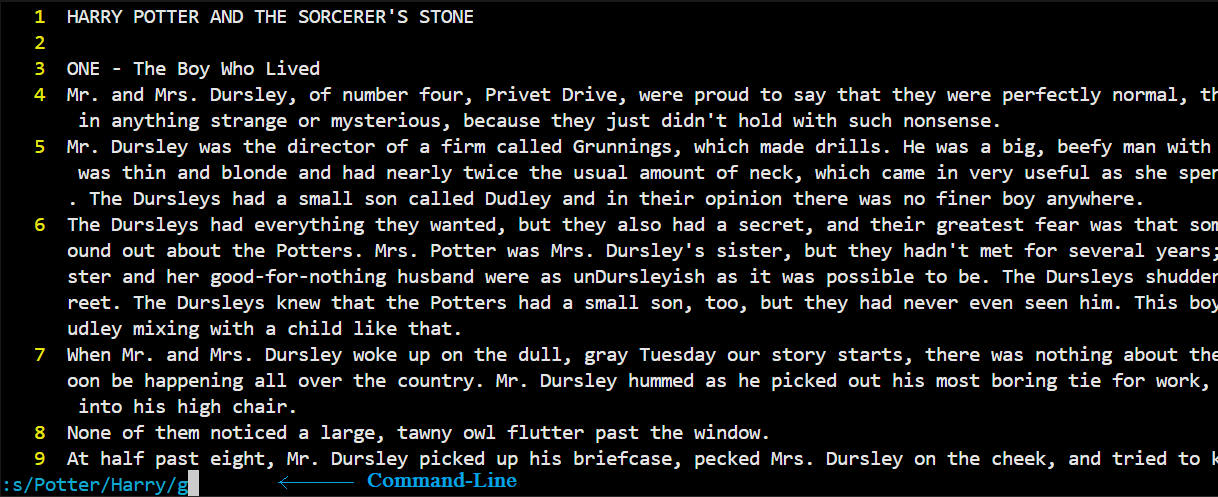 1 HARRY POTTER AND THE SORCERER'S STONE
2
3 ONE - The Boy Who Lived
4 Mr. and Mrs. Dursley, of number four, Privet Drive, were proud to say that they were perfectly normal, th
in anything strange or mysterious, because they just didn't hold with such nonsense.
5 Mr. Dursley was the director of a firm called Grunnings, which made drills. He was a big, beefy man with
was thin and blonde and had nearly twice the usual amount of neck, which came in very useful as she spen
. The Dursleys had a small son called Dudley and in their opinion there was no finer boy anywhere.
6 The Dursleys had everything they wanted, but they also had a secret, and their greatest fear was that som
ound out about the Potters. Mrs. Potter was Mrs. Dursley's sister, but they hadn't met for several years;
ster and her good-for-nothing husband were as unDursleyish as it was possible to be. The Dursleys shudder
reet. The Dursleys knew that the Potters had a small son, too, but they had never even seen him. This boy
udley mixing with a child like that.
7 When Mr. and Mrs. Dursley woke up on the dull, gray Tuesday our story starts, there was nothing about the
oon be happening all over the country. Mr. Dursley hummed as he picked out his most boring tie for work,
into his high chair.
8 None of them noticed a large, tawny owl flutter past the window.
9 At half past eight, Mr. Dursley picked up his briefcase, pecked Mrs. Dursley on the cheek, and tried to k
:s/Potter/Harry/g Command-Line